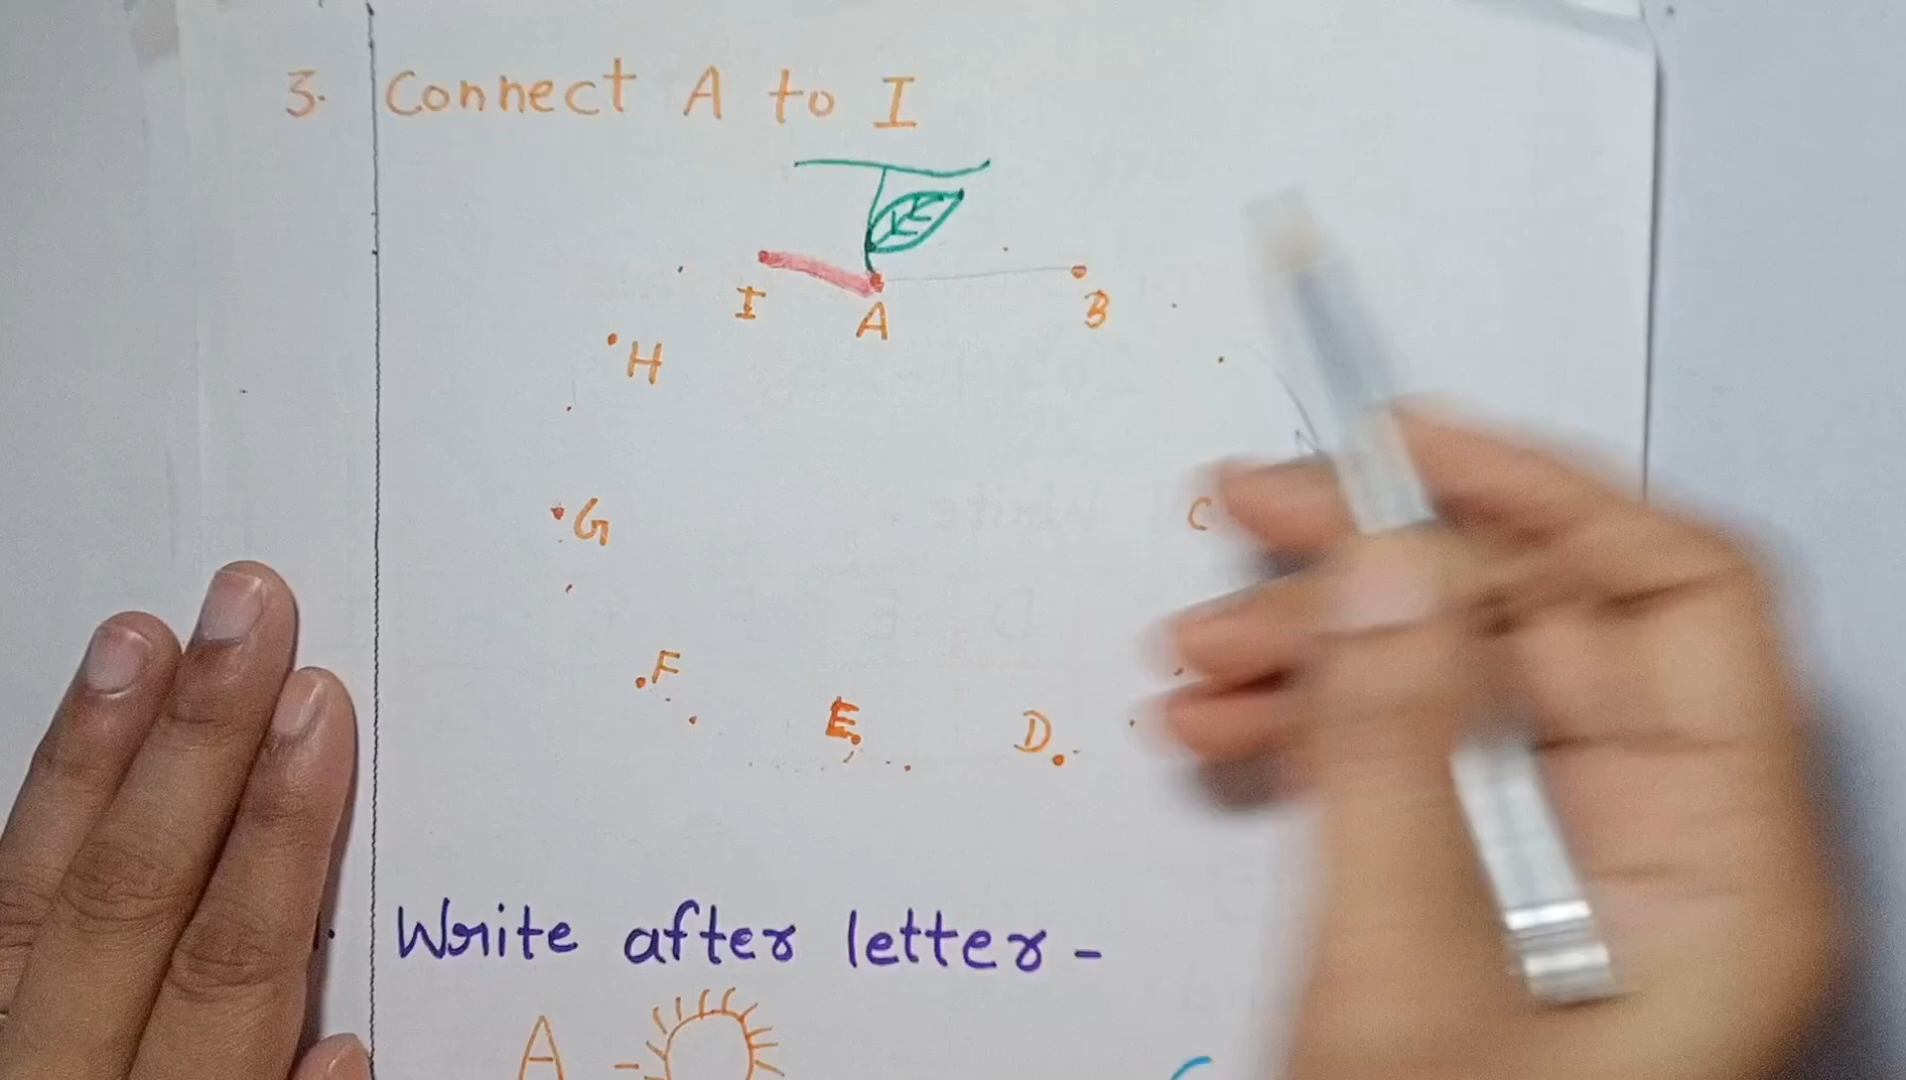 3. Connect A to I
I
A
B
H
G
C
F
E
D
Write after letter -
A -